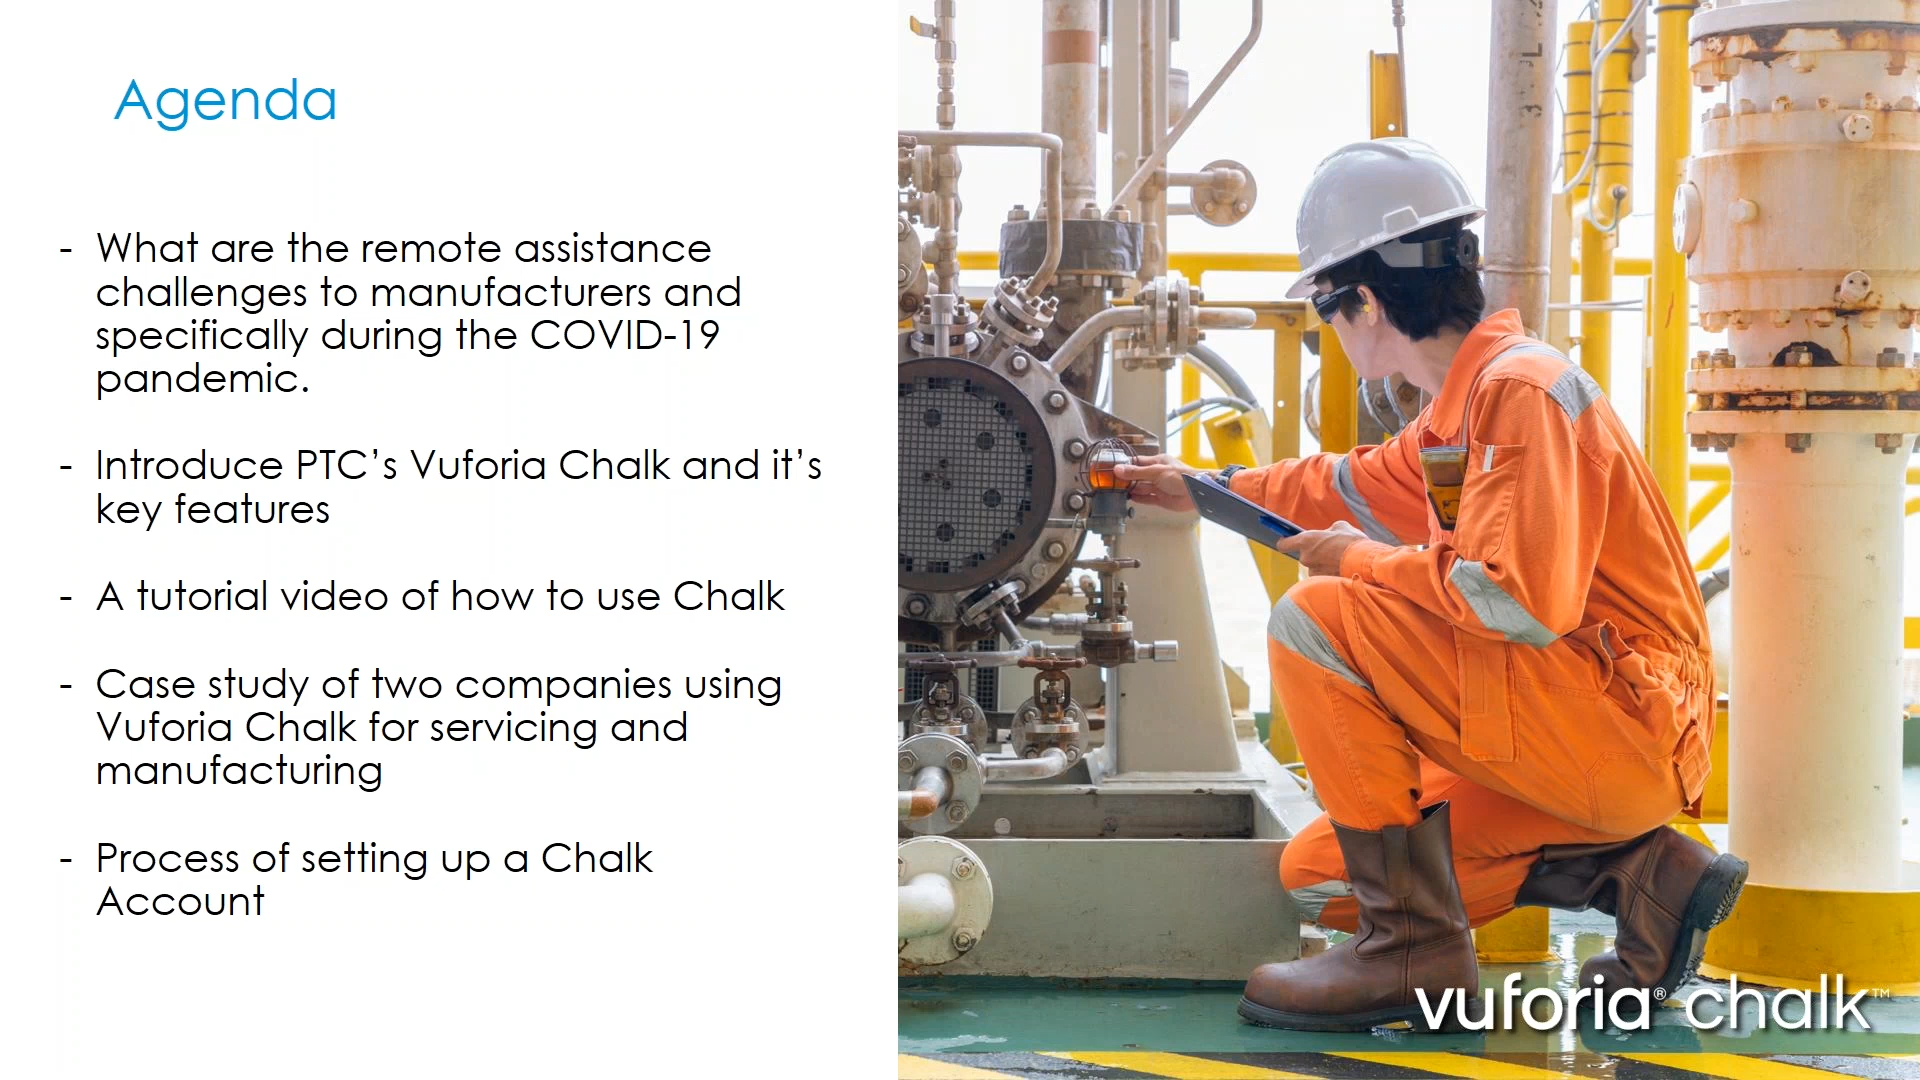 Agenda
- What are the remote assistance
challenges to manufacturers and
specifically during the COVID-19
pandemic.
- Introduce PTC’s Vuforia Chalk and it’s
key features
- A tutorial video of how to use Chalk
- Case study of two companies using
Vuforia Chalk for servicing and
manufacturing
- Process of setting up a Chalk
Account
vuforia® chalk™